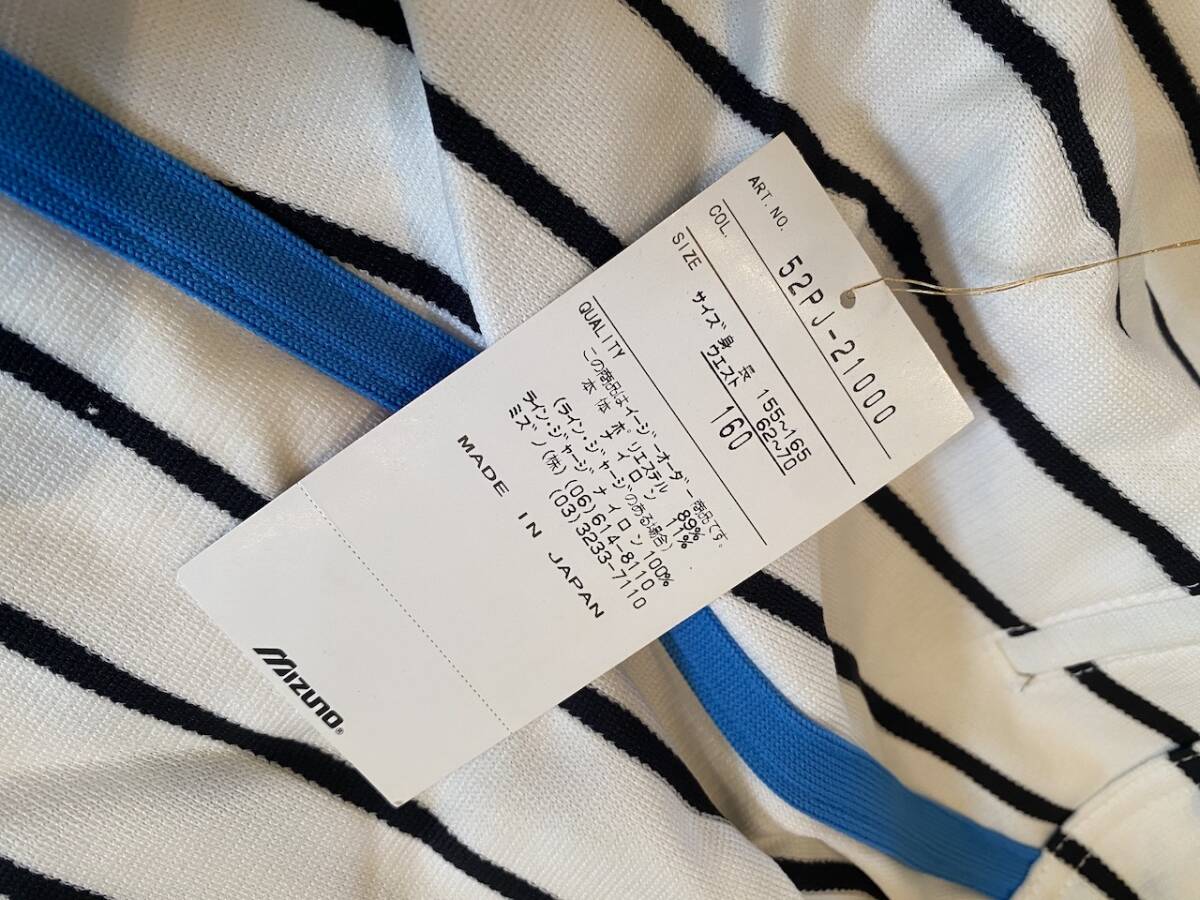 ART.NO. 52PJ-21000
COL.
SIZE サイズ 身長 155~165
ウエスト 62~70
160
QUALITY
この商品はイージーオーダー商品です。
本体 ポリエステル 89%
ナイロン 11%
(ライン・ジャージのある場合)
ライン・ジャージ ナイロン 100%
ミズノ(株) (06)614-8110
(03)3233-7110
MADE IN JAPAN
MIZUNO®